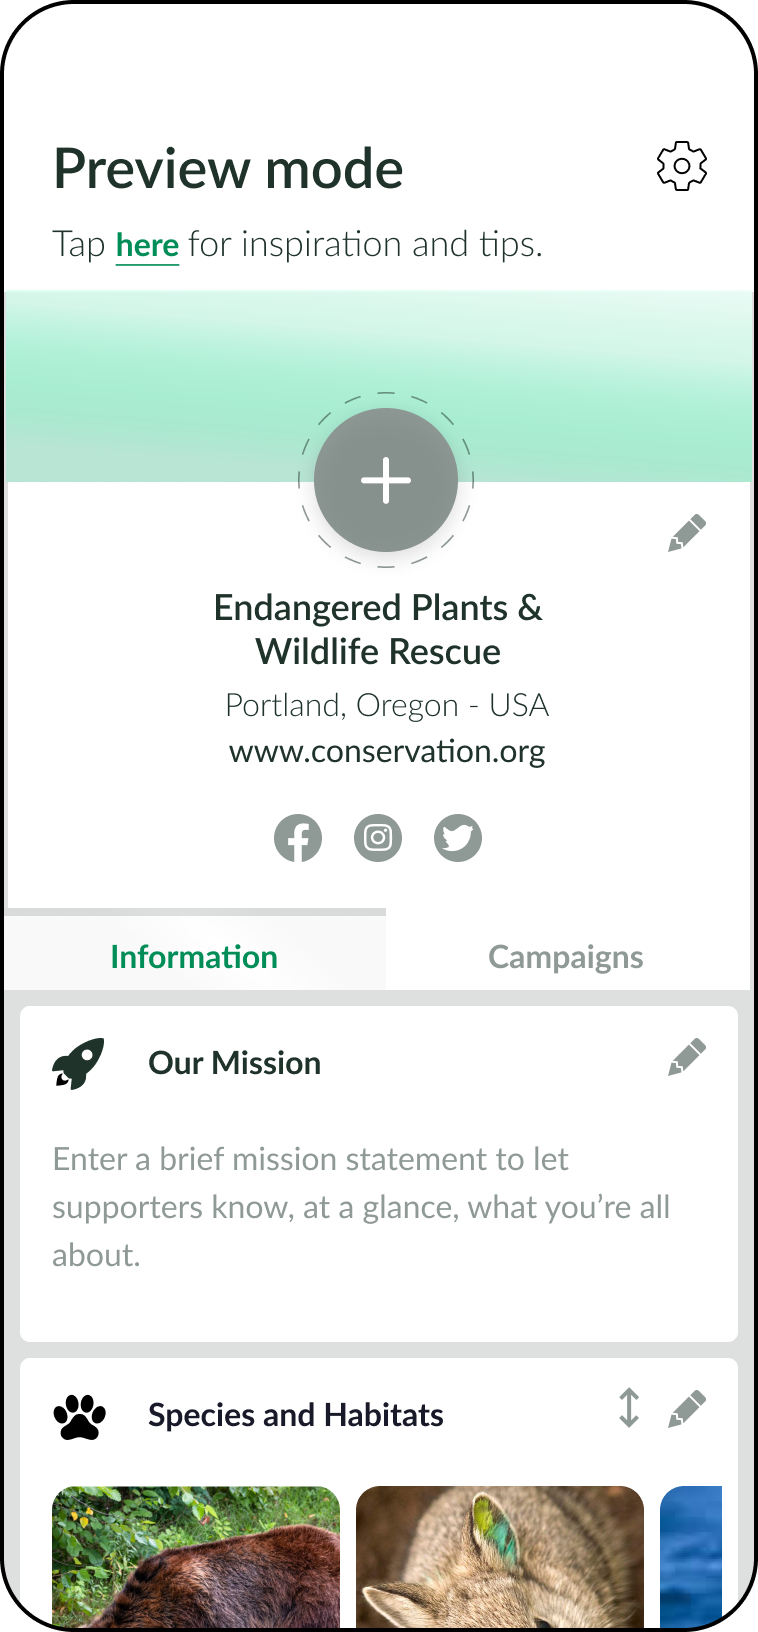 Preview mode
Tap here for inspiration and tips.
Endangered Plants &
Wildlife Rescue
Portland, Oregon - USA
www.conservation.org
Information
Campaigns
Our Mission
Enter a brief mission statement to let
supporters know, at a glance, what you’re all
about.
Species and Habitats